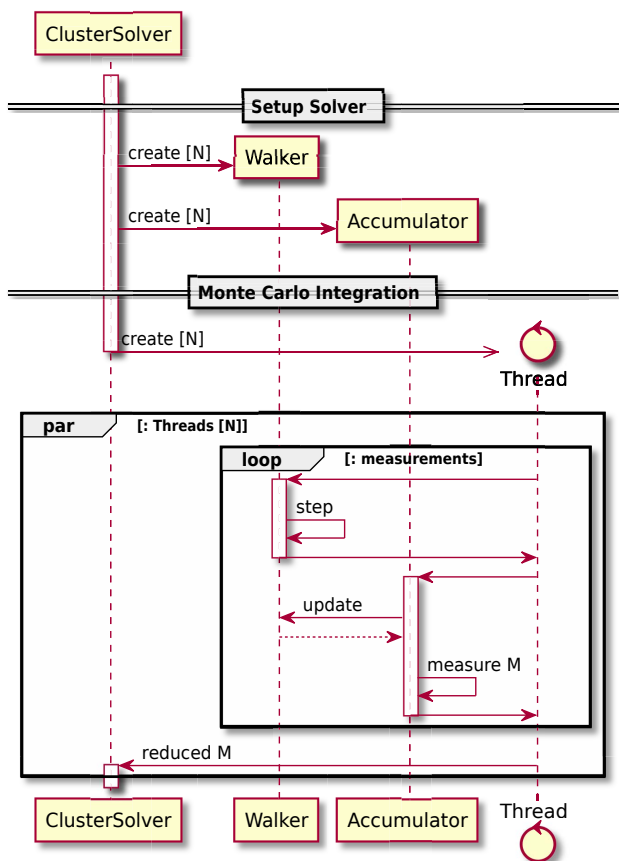 ClusterSolver
Setup Solver
create [N]
Walker
create [N]
Accumulator
Monte Carlo Integration
create [N]
Thread
par
[: Threads [N]]
loop
[: measurements]
step
update
measure M
reduced M
ClusterSolver
Walker
Accumulator
Thread